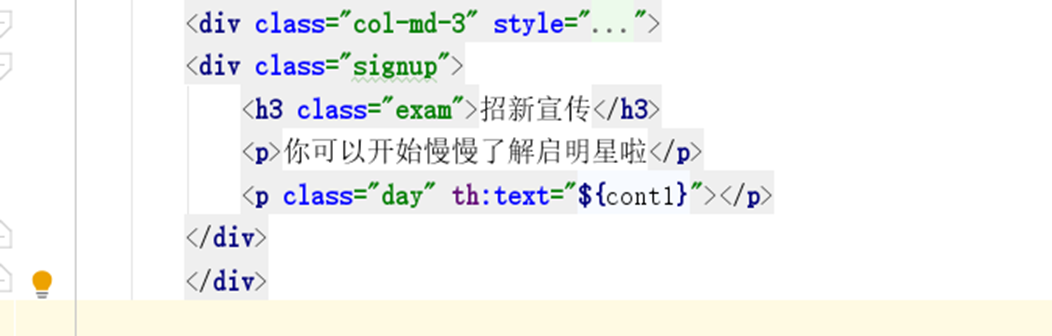 <div class="col-md-3" style="...">
<div class="signup">
<h3 class="exam">招新宣传</h3>
<p>你可以开始慢慢了解启明星啦</p>
<p class="day" th:text="${cont1}"></p>
</div>
</div>